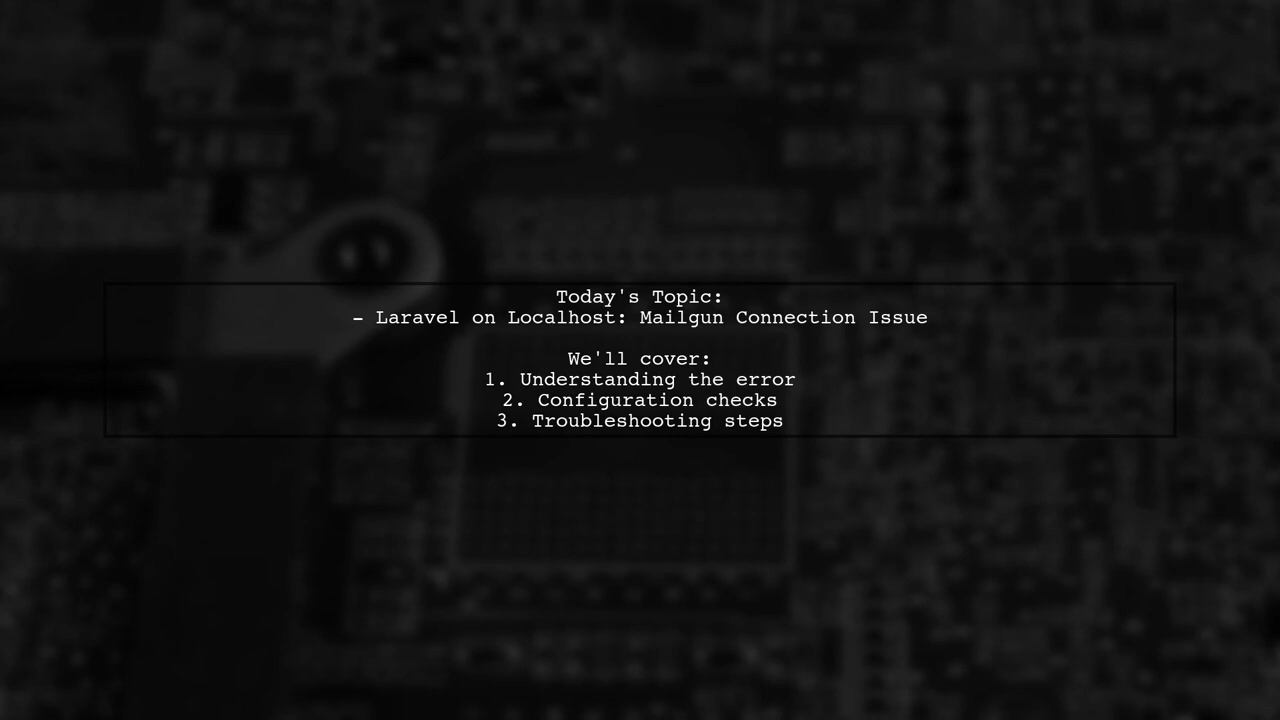 Today's Topic:
- Laravel on Localhost: Mailgun Connection Issue
We'll cover:
1. Understanding the error
2. Configuration checks
3. Troubleshooting steps